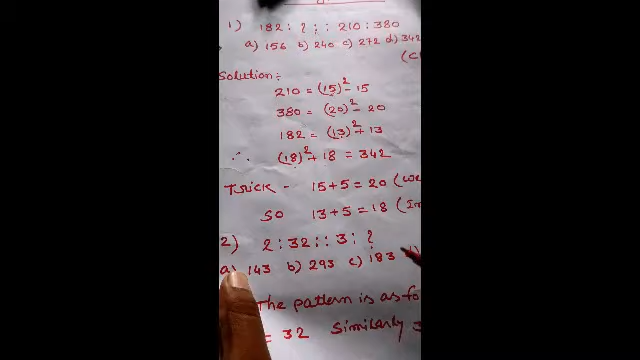 1) 182 : ? : : 210 : 380
a) 156 b) 240 c) 272 d) 342
Solution:-
210 = (15)² - 15
380 = (20)² - 20
182 = (13)² + 13
∴ (18)² + 18 = 342
Trick - 15 + 5 = 20
So 13 + 5 = 18
2) 2 : 32 : : 3 : ?
a) 143 b) 293 c) 183
The pattern is as
= 32 Similarly 3